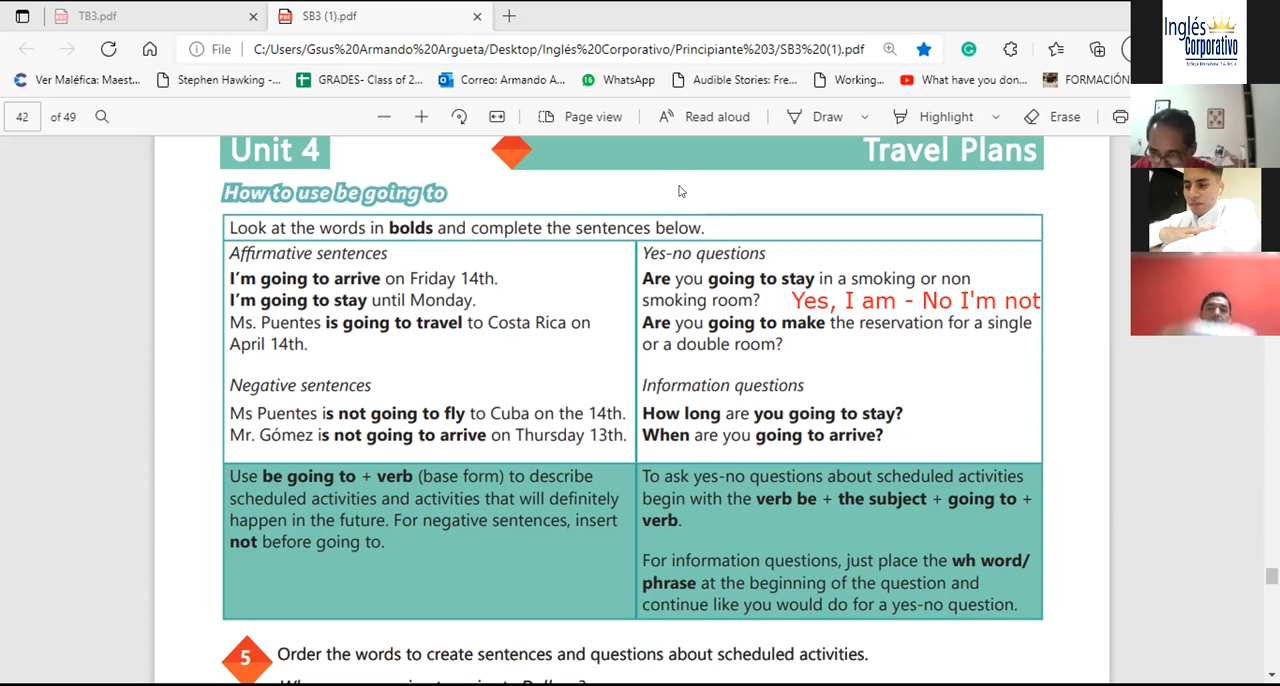 TB3.pdf
SB3 (1).pdf
File
C:/Users/Gsus%20Armando%20Argueta/Desktop/Inglés%20Corporativo/Principiante%203/SB3%20(1).pdf
Ver Maléfica: Maest...
Stephen Hawking -...
GRADES- Class of 2...
Correo: Armando A...
WhatsApp
Audible Stories: Fre...
Working...
What have you don...
FORMACIÓN
42 of 49
Page view
Read aloud
Draw
Highlight
Erase
Inglés
Corporativo
Unit 4
Travel Plans
How to use be going to
Look at the words in bolds and complete the sentences below.
Affirmative sentences
I'm going to arrive on Friday 14th.
I'm going to stay until Monday.
Ms. Puentes is going to travel to Costa Rica on
April 14th.
Negative sentences
Ms Puentes is not going to fly to Cuba on the 14th.
Mr. Gómez is not going to arrive on Thursday 13th.
Yes-no questions
Are you going to stay in a smoking or non
smoking room? Yes, I am - No I'm not
Are you going to make the reservation for a single
or a double room?
Information questions
How long are you going to stay?
When are you going to arrive?
Use be going to + verb (base form) to describe
scheduled activities and activities that will definitely
happen in the future. For negative sentences, insert
not before going to.
To ask yes-no questions about scheduled activities
begin with the verb be + the subject + going to +
verb.
For information questions, just place the wh word/
phrase at the beginning of the question and
continue like you would do for a yes-no question.
5 Order the words to create sentences and questions about scheduled activities.